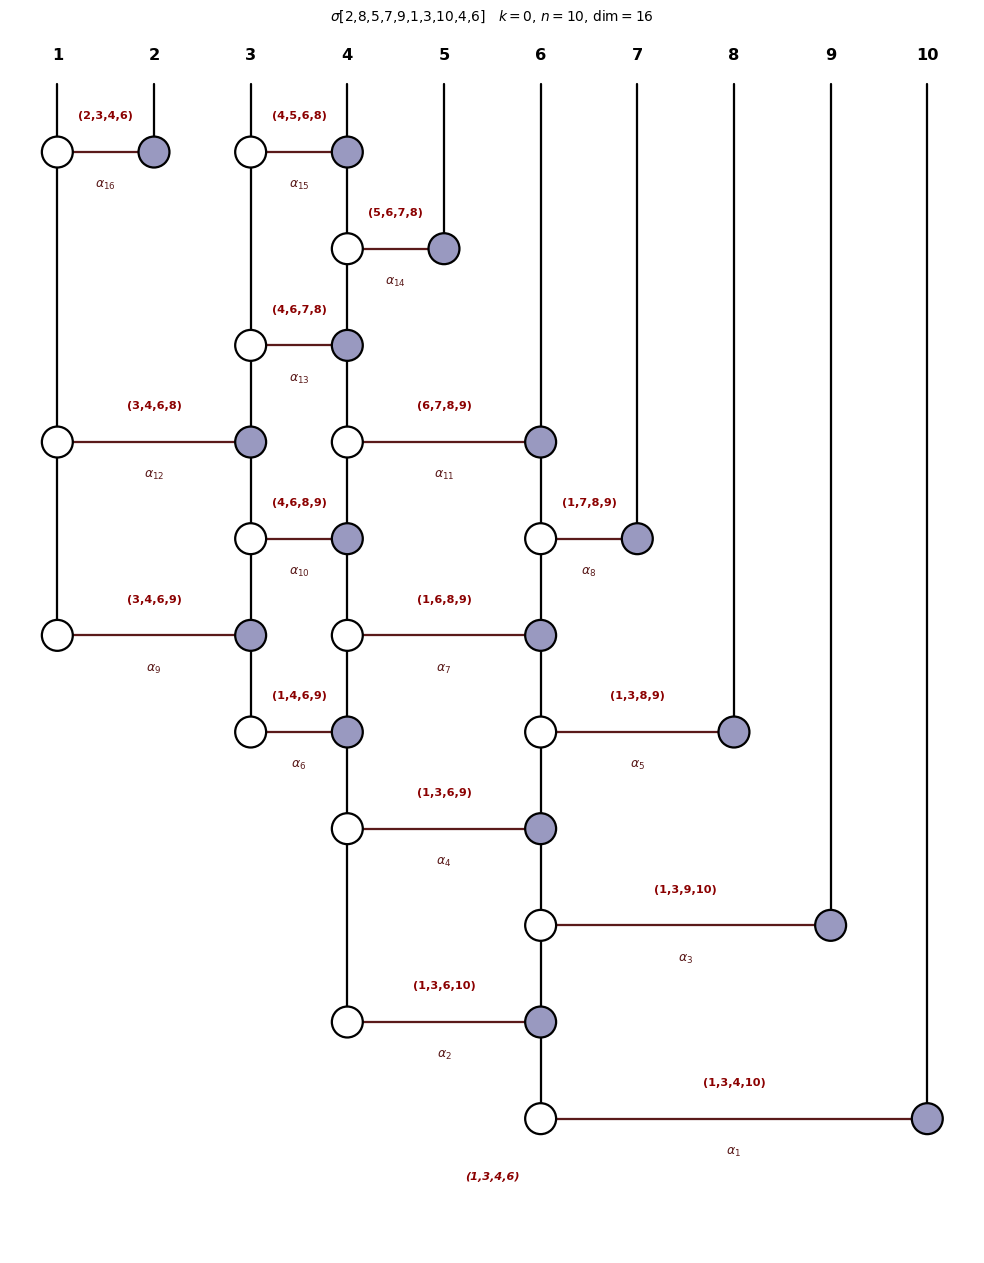 σ[2,8,5,7,9,1,3,10,4,6] k=0, n=10, dim=16
1 2 3 4 5 6 7 8 9 10
(2,3,4,6) (4,5,6,8)
α₁₆ α₁₅
(5,6,7,8)
α₁₄
(4,6,7,8)
α₁₃
(3,4,6,8) (6,7,8,9)
α₁₂ α₁₁
(4,6,8,9) (1,7,8,9)
α₁₀ α₈
(3,4,6,9) (1,6,8,9)
α₉ α₇
(1,4,6,9) (1,3,8,9)
α₆ α₅
(1,3,6,9)
α₄
(1,3,9,10)
α₃
(1,3,6,10)
α₂
(1,3,4,10)
α₁
(1,3,4,6)